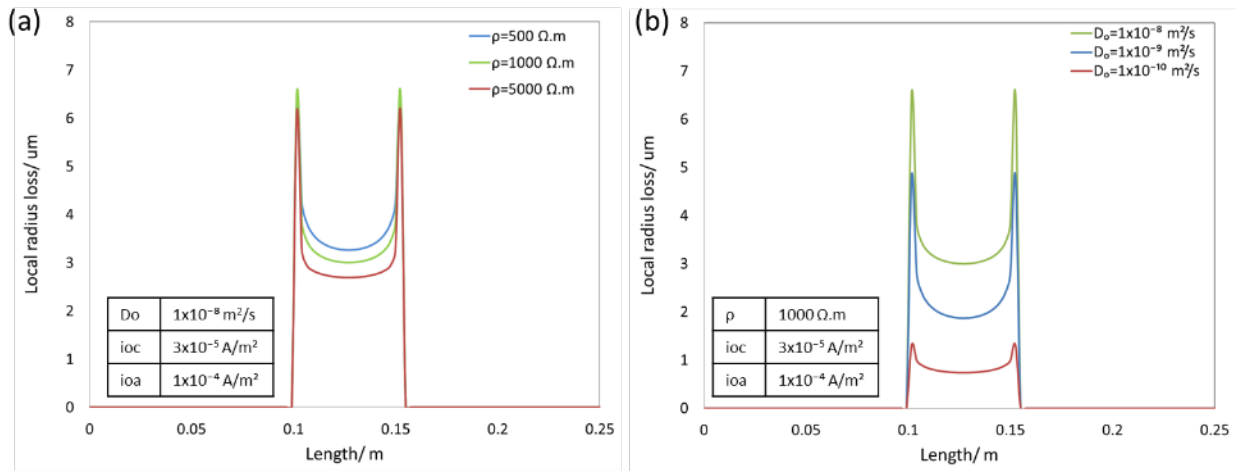 (a)
Local radius loss/ um
8
7
6
5
4
3
2
1
0
ρ=500 Ω.m
ρ=1000 Ω.m
ρ=5000 Ω.m
Do 1x10⁻⁸ m²/s
ioc 3x10⁻⁵ A/m²
ioa 1x10⁻⁴ A/m²
0 0.05 0.1 0.15 0.2 0.25
Length/ m
(b)
Local radius loss/ um
8
7
6
5
4
3
2
1
0
Dₒ=1x10⁻⁸ m²/s
Dₒ=1x10⁻⁹ m²/s
Dₒ=1x10⁻¹⁰ m²/s
ρ 1000 Ω.m
ioc 3x10⁻⁵ A/m²
ioa 1x10⁻⁴ A/m²
0 0.05 0.1 0.15 0.2 0.25
Length/ m